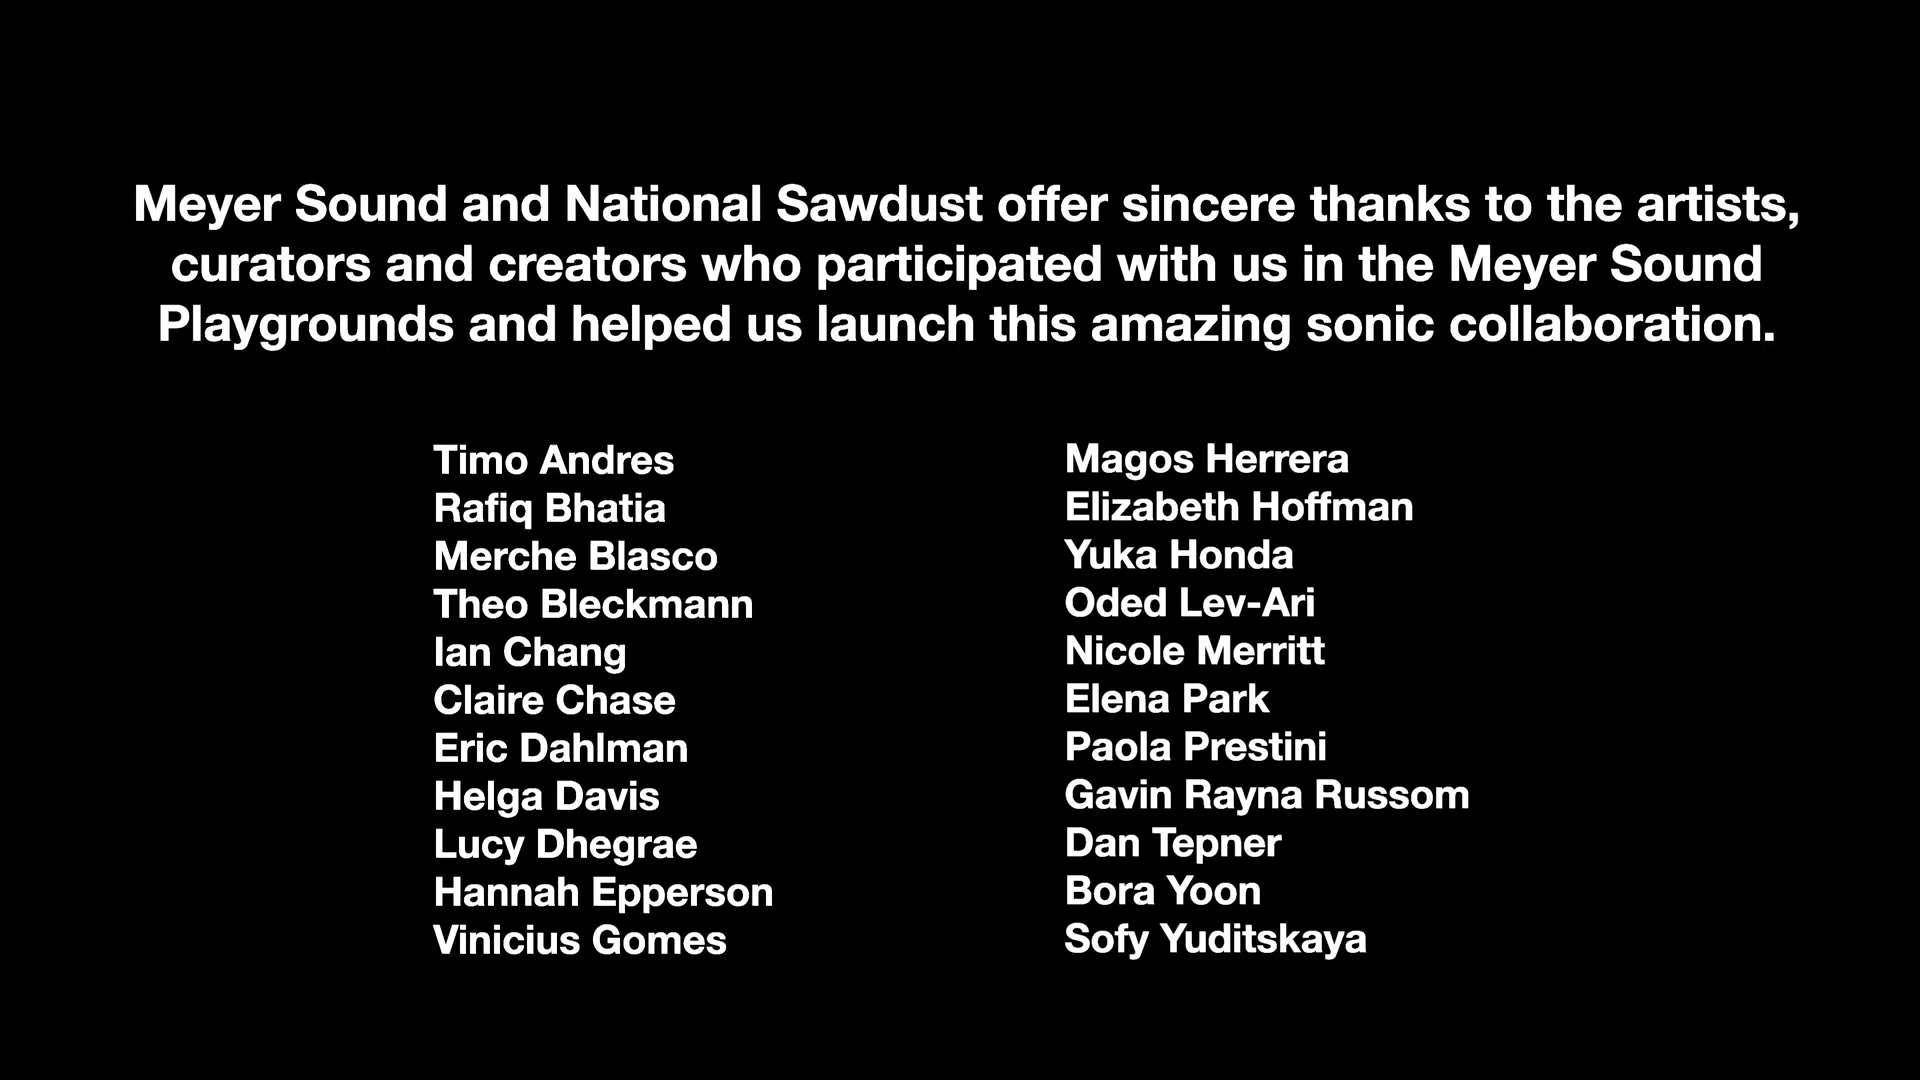 Meyer Sound and National Sawdust offer sincere thanks to the artists,
curators and creators who participated with us in the Meyer Sound
Playgrounds and helped us launch this amazing sonic collaboration.
Timo Andres
Rafiq Bhatia
Merche Blasco
Theo Bleckmann
Ian Chang
Claire Chase
Eric Dahlman
Helga Davis
Lucy Dhegrae
Hannah Epperson
Vinicius Gomes
Magos Herrera
Elizabeth Hoffman
Yuka Honda
Oded Lev-Ari
Nicole Merritt
Elena Park
Paola Prestini
Gavin Rayna Russom
Dan Tepner
Bora Yoon
Sofy Yuditskaya